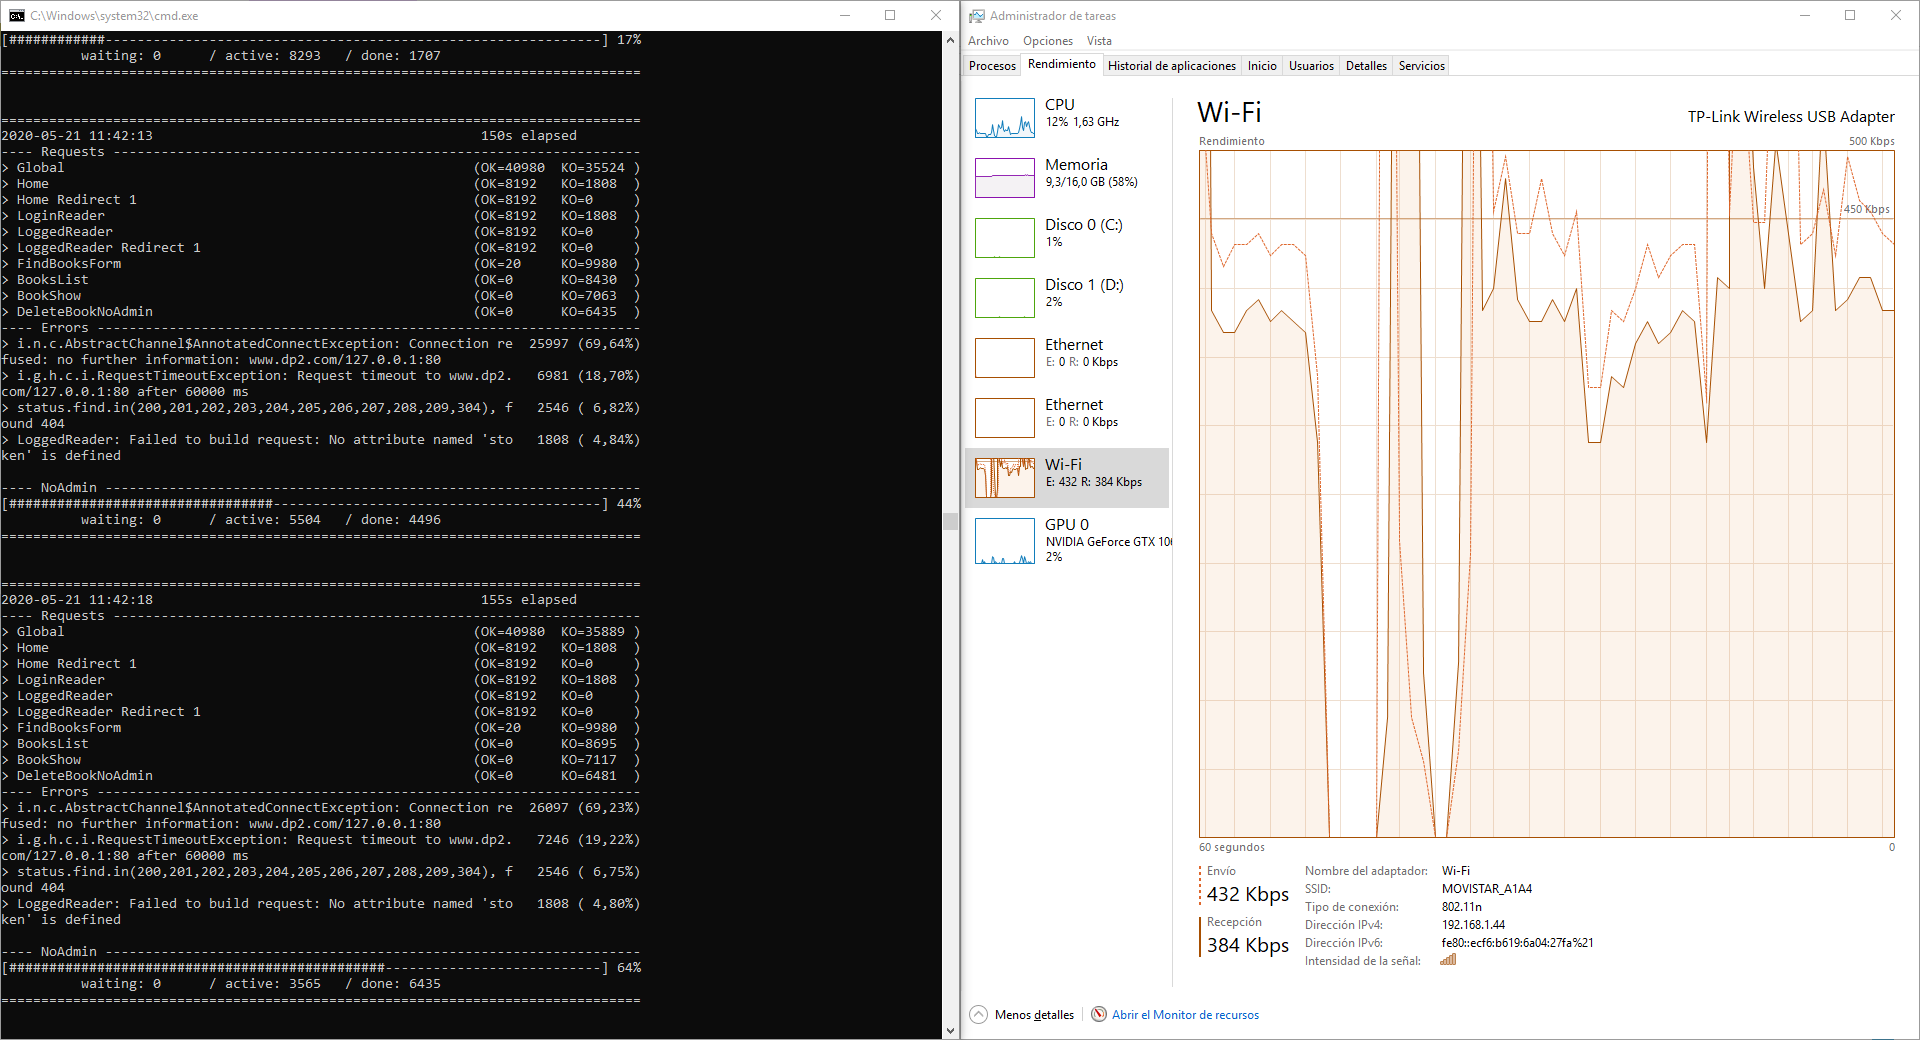 C:\Windows\system32\cmd.exe
[############--------------------------------------------------------------] 17%
          waiting: 0      / active: 8293   / done: 1707
================================================================================
================================================================================
2020-05-21 11:42:13                                         150s elapsed
---- Requests ------------------------------------------------------------------
> Global                                                   (OK=40980  KO=35524 )
> Home                                                     (OK=8192   KO=1808  )
> Home Redirect 1                                          (OK=8192   KO=0     )
> LoginReader                                              (OK=8192   KO=1808  )
> LoggedReader                                             (OK=8192   KO=0     )
> LoggedReader Redirect 1                                  (OK=8192   KO=0     )
> FindBooksForm                                            (OK=20     KO=9980  )
> BooksList                                                (OK=0      KO=8430  )
> BookShow                                                 (OK=0      KO=7063  )
> DeleteBookNoAdmin                                        (OK=0      KO=6435  )
---- Errors --------------------------------------------------------------------
> i.n.c.AbstractChannel$AnnotatedConnectException: Connection re  25997 (69,64%)
fused: no further information: www.dp2.com/127.0.0.1:80
> i.g.h.c.i.RequestTimeoutException: Request timeout to www.dp2.   6981 (18,70%)
com/127.0.0.1:80 after 60000 ms
> status.find.in(200,201,202,203,204,205,206,207,208,209,304), f   2546 ( 6,82%)
ound 404
> LoggedReader: Failed to build request: No attribute named 'sto   1808 ( 4,84%)
ken' is defined
---- NoAdmin -------------------------------------------------------------------
[#################################-----------------------------------------] 44%
          waiting: 0      / active: 5504   / done: 4496
================================================================================
================================================================================
2020-05-21 11:42:18                                         155s elapsed
---- Requests ------------------------------------------------------------------
> Global                                                   (OK=40980  KO=35889 )
> Home                                                     (OK=8192   KO=1808  )
> Home Redirect 1                                          (OK=8192   KO=0     )
> LoginReader                                              (OK=8192   KO=1808  )
> LoggedReader                                             (OK=8192   KO=0     )
> LoggedReader Redirect 1                                  (OK=8192   KO=0     )
> FindBooksForm                                            (OK=20     KO=9980  )
> BooksList                                                (OK=0      KO=8695  )
> BookShow                                                 (OK=0      KO=7117  )
> DeleteBookNoAdmin                                        (OK=0      KO=6481  )
---- Errors --------------------------------------------------------------------
> i.n.c.AbstractChannel$AnnotatedConnectException: Connection re  26097 (69,23%)
fused: no further information: www.dp2.com/127.0.0.1:80
> i.g.h.c.i.RequestTimeoutException: Request timeout to www.dp2.   7246 (19,22%)
com/127.0.0.1:80 after 60000 ms
> status.find.in(200,201,202,203,204,205,206,207,208,209,304), f   2546 ( 6,75%)
ound 404
> LoggedReader: Failed to build request: No attribute named 'sto   1808 ( 4,80%)
ken' is defined
---- NoAdmin -------------------------------------------------------------------
[###############################################---------------------------] 64%
          waiting: 0      / active: 3565   / done: 6435
================================================================================
Administrador de tareas
Archivo Opciones Vista
Procesos Rendimiento Historial de aplicaciones Inicio Usuarios Detalles Servicios
CPU
12% 1,63 GHz
Memoria
9,3/16,0 GB (58%)
Disco 0 (C:)
1%
Disco 1 (D:)
2%
Ethernet
E: 0 R: 0 Kbps
Ethernet
E: 0 R: 0 Kbps
Wi-Fi
E: 432 R: 384 Kbps
GPU 0
NVIDIA GeForce GTX 10
2%
Wi-Fi
TP-Link Wireless USB Adapter
Rendimiento 500 Kbps
450 Kbps
60 segundos 0
Envío
432 Kbps
Recepción
384 Kbps
Nombre del adaptador: Wi-Fi
SSID: MOVISTAR_A1A4
Tipo de conexión: 802.11n
Dirección IPv4: 192.168.1.44
Dirección IPv6: fe80::ecf6:b619:6a04:27fa%21
Intensidad de la señal:
Menos detalles
Abrir el Monitor de recursos